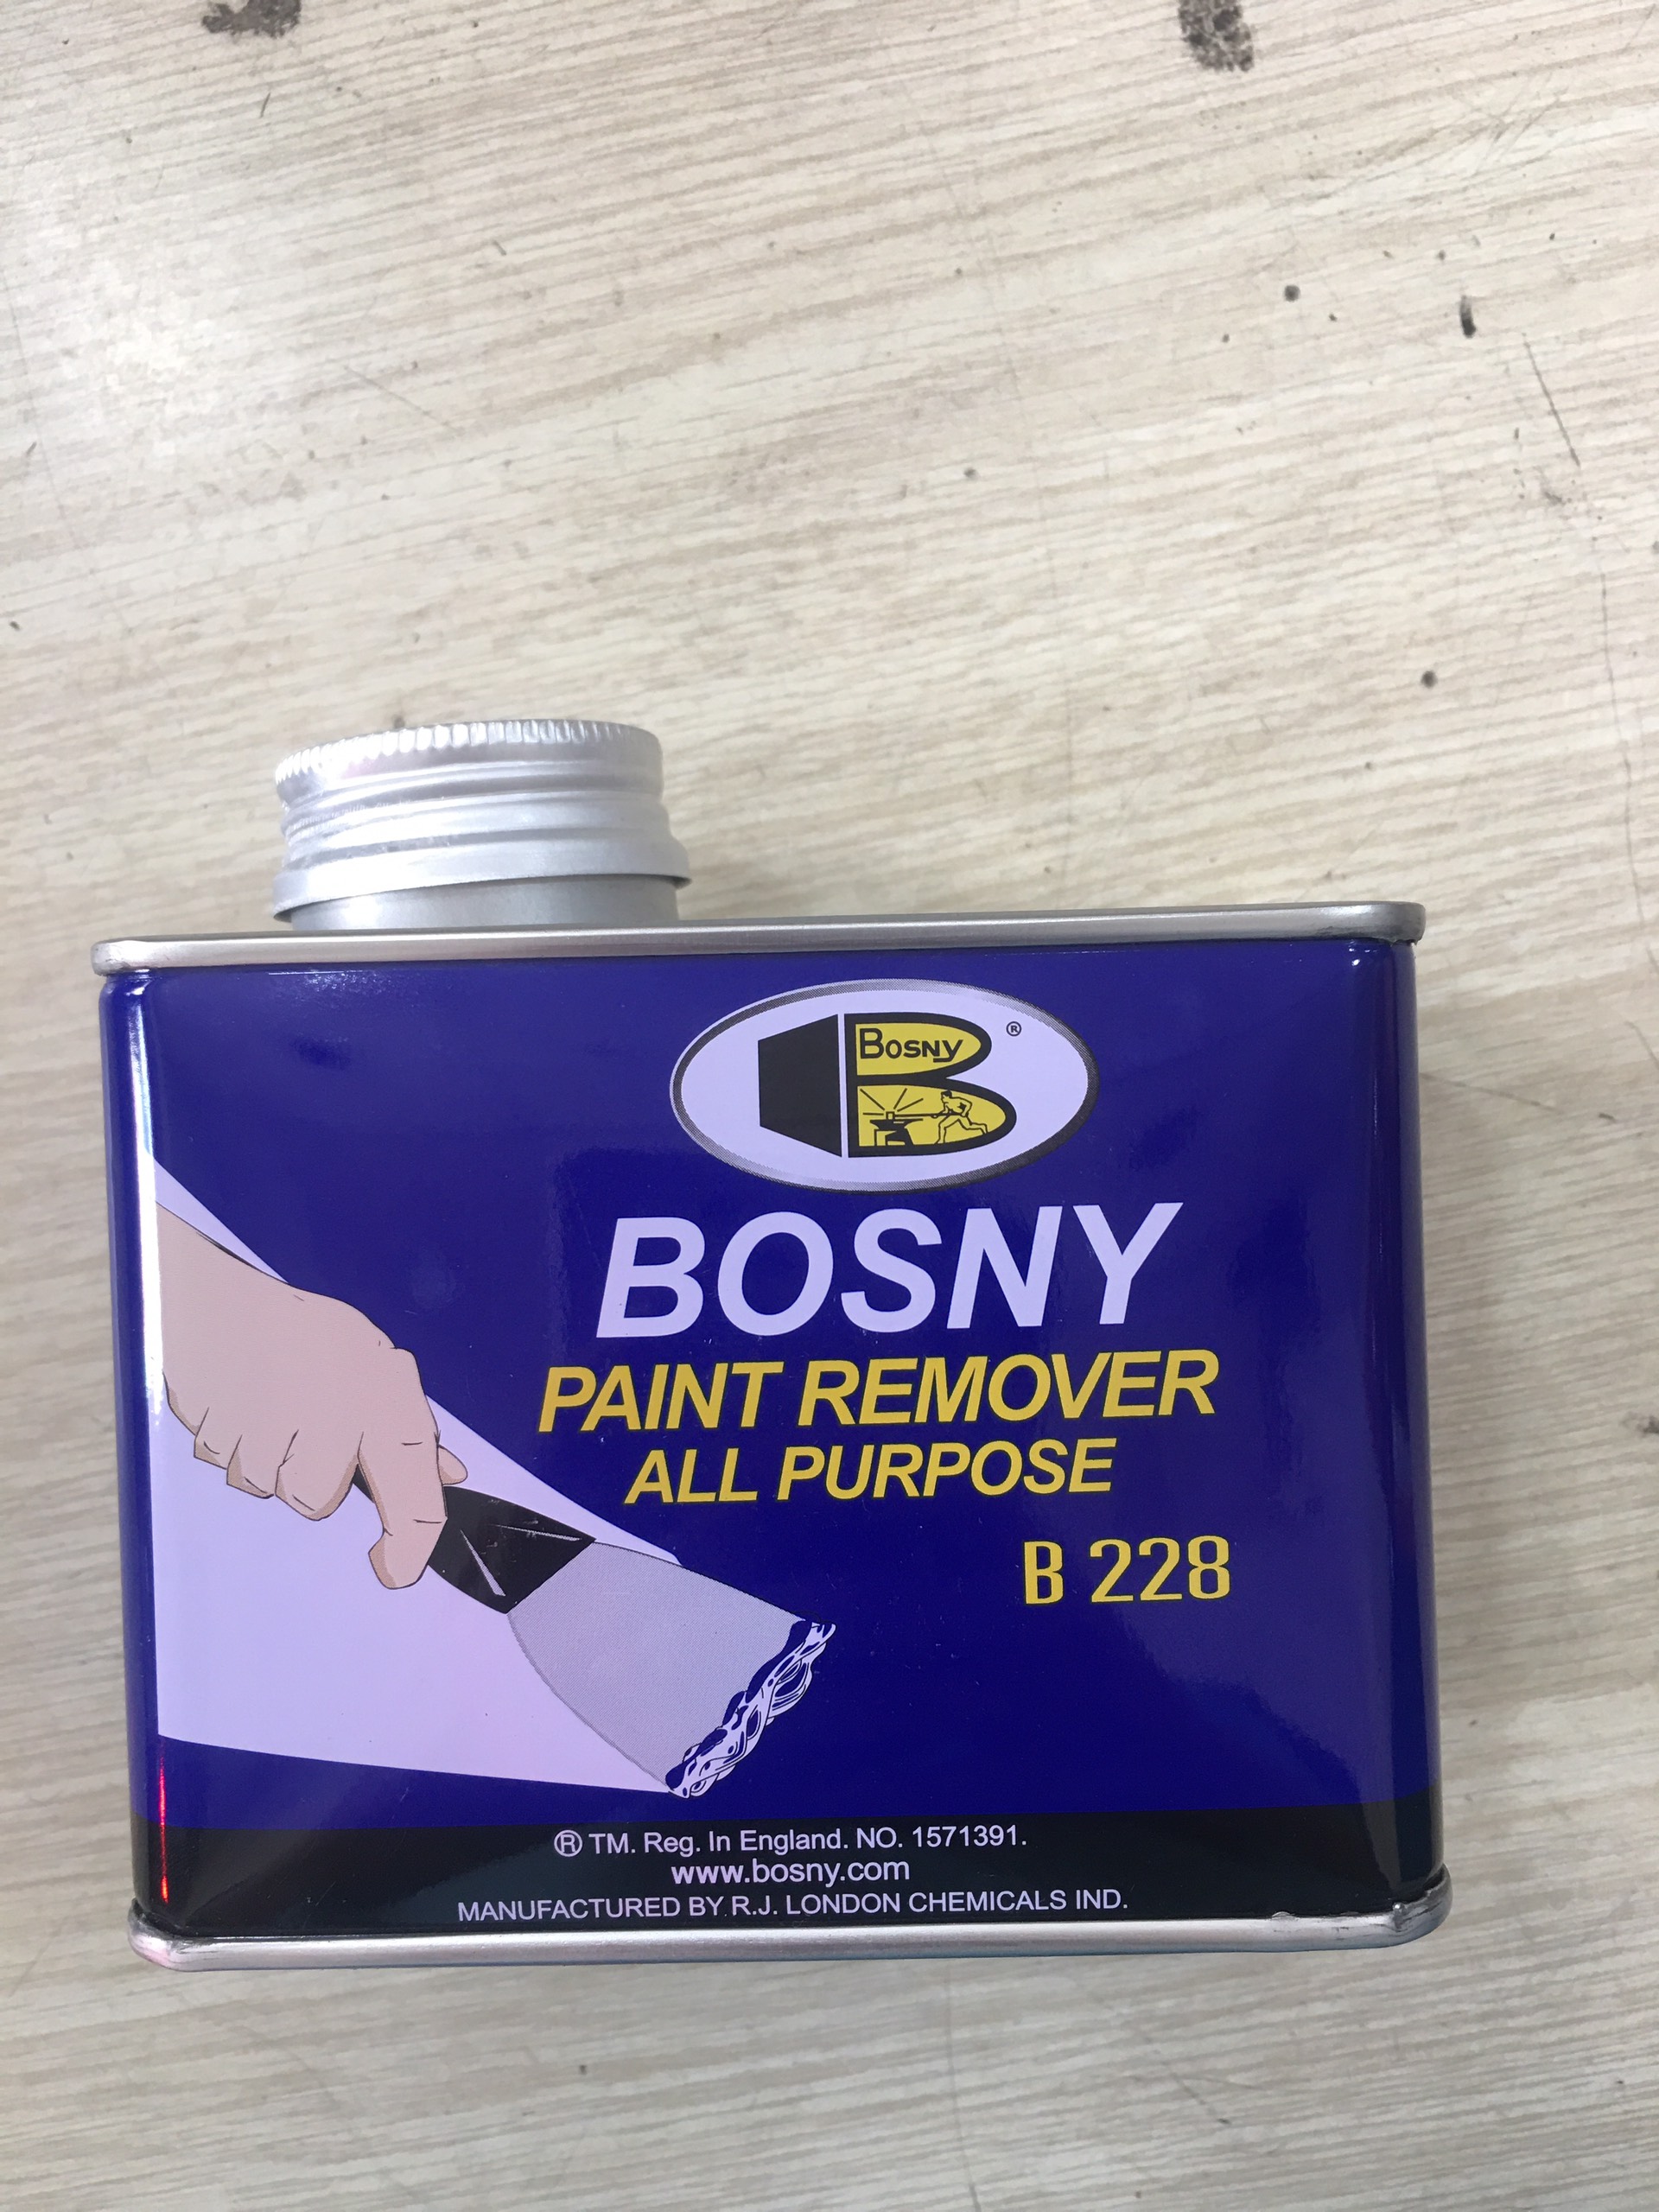 BOSNY
®
BOSNY
PAINT REMOVER
ALL PURPOSE
B 228
® TM. Reg. In England. NO. 1571391.
www.bosny.com
MANUFACTURED BY R.J. LONDON CHEMICALS IND.